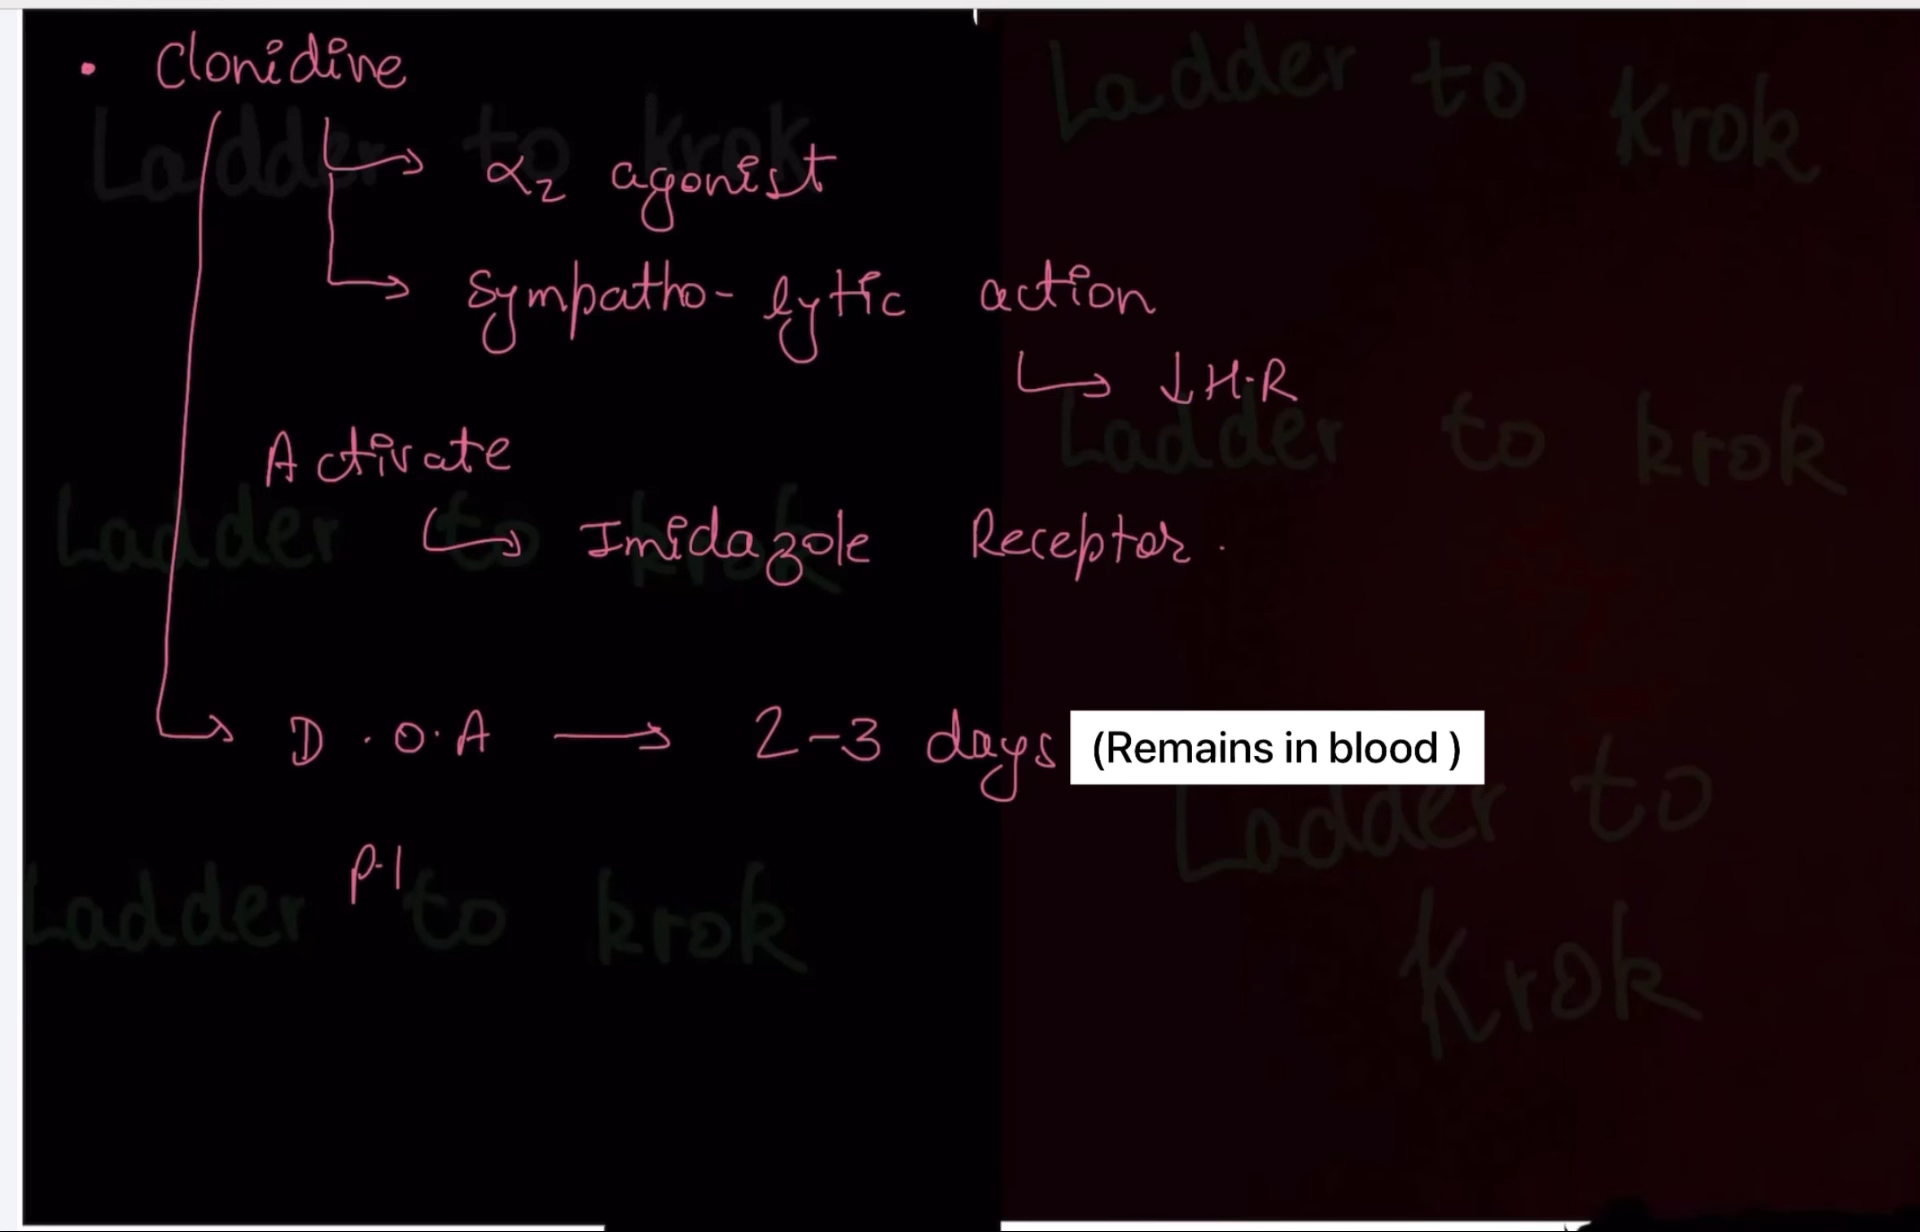 • Clonidine
Ladder to krok
Ladder to Krok
α2 agonist
Sympatho-lytic action
↓ H·R
Ladder to krok
Activate
Ladder to krok
Imidazole Receptor.
D.O.A → 2-3 days (Remains in blood )
Ladder to
Krok
Ladder to krok